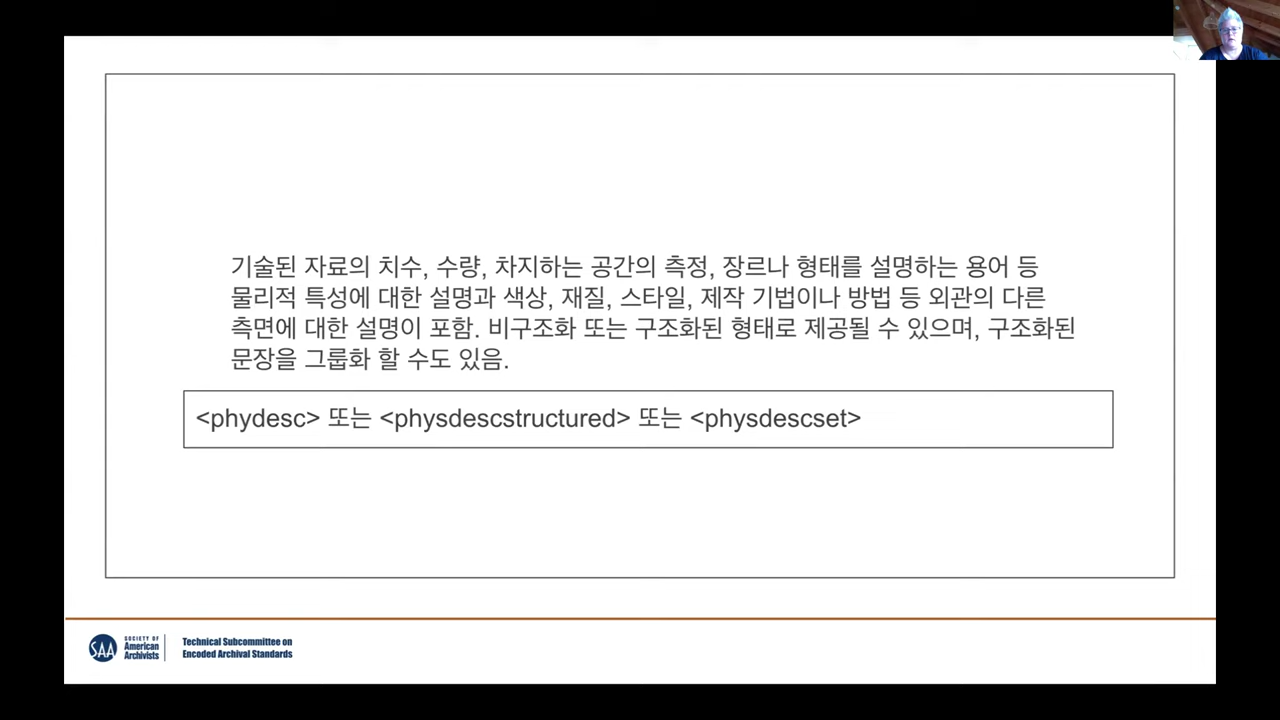 기술된 자료의 치수, 수량, 차지하는 공간의 측정, 장르나 형태를 설명하는 용어 등
물리적 특성에 대한 설명과 색상, 재질, 스타일, 제작 기법이나 방법 등 외관의 다른
측면에 대한 설명이 포함. 비구조화 또는 구조화된 형태로 제공될 수 있으며, 구조화된
문장을 그룹화 할 수도 있음.
<phydesc> 또는 <physdescstructured> 또는 <physdescset>
SAA
SOCIETY OF
American
Archivists
Technical Subcommittee on
Encoded Archival Standards